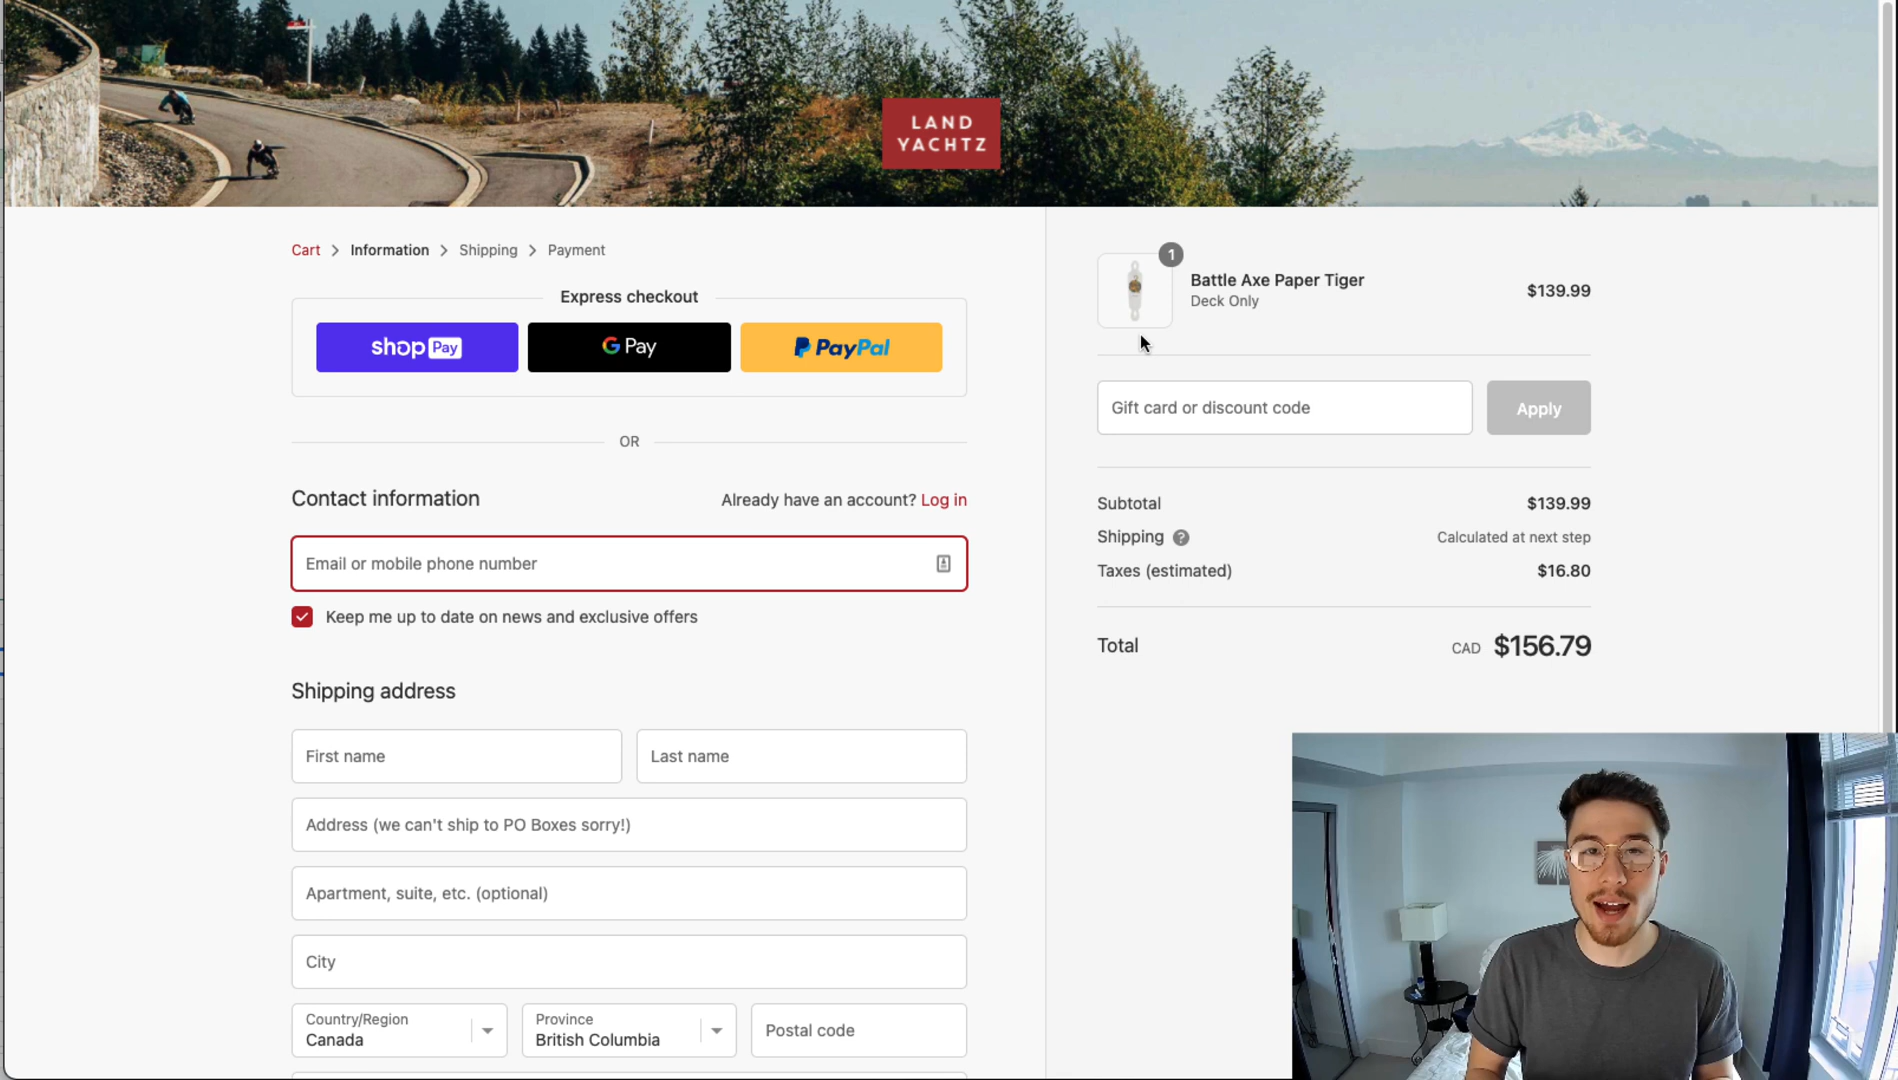 LAND
YACHTZ
Cart > Information > Shipping > Payment
Express checkout
shop Pay
G Pay
PayPal
OR
Contact information
Already have an account? Log in
Email or mobile phone number
Keep me up to date on news and exclusive offers
Shipping address
First name
Last name
Address (we can't ship to PO Boxes sorry!)
Apartment, suite, etc. (optional)
City
Country/Region
Canada
Province
British Columbia
Postal code
1
Battle Axe Paper Tiger
Deck Only
$139.99
Gift card or discount code
Apply
Subtotal
$139.99
Shipping ?
Calculated at next step
Taxes (estimated)
$16.80
Total
CAD $156.79